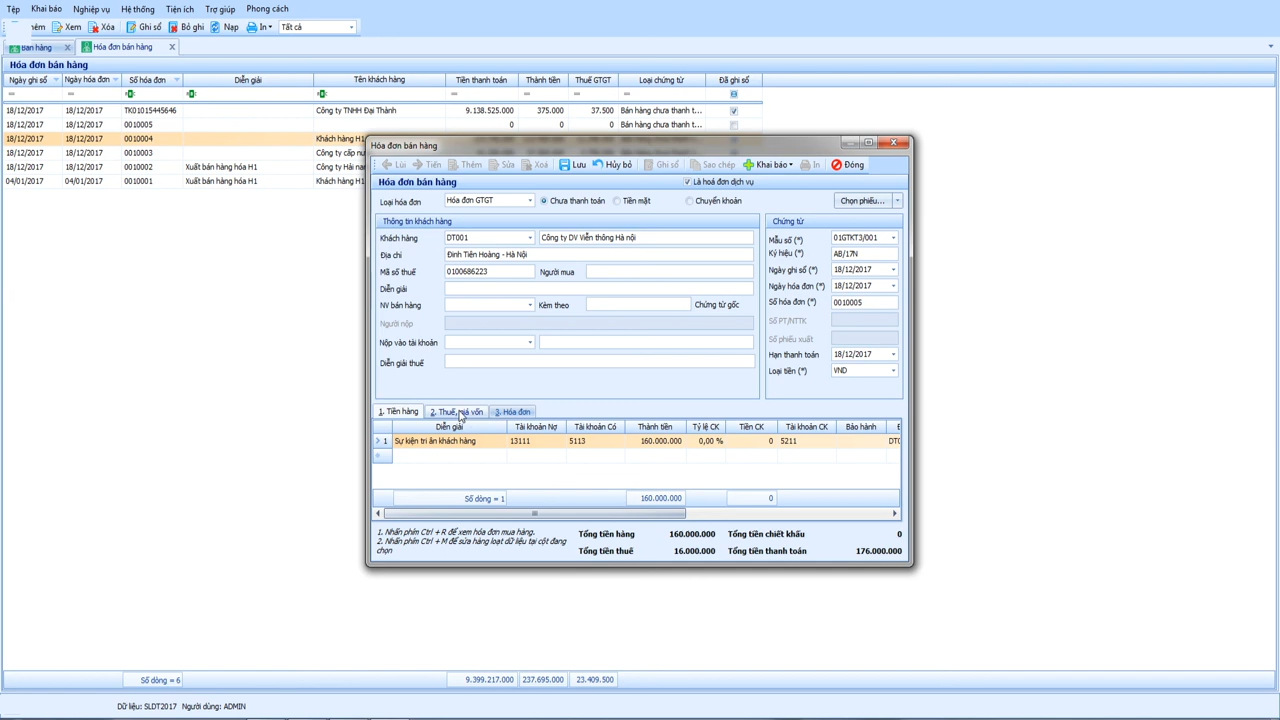 Tệp Khai báo Nghiệp vụ Hệ thống Tiện ích Trợ giúp Phong cách
Xem Xóa Ghi sổ Bỏ ghi Nạp In Tất cả
Hóa đơn bán hàng
Hóa đơn bán hàng
Ngày ghi sổ Ngày hóa đơn Số hóa đơn Diễn giải Tên khách hàng Tiền thanh toán Thành tiền Thuế GTGT Loại chứng từ Đã ghi sổ
18/12/2017 18/12/2017 TK01015445646 Công ty TNHH Đại Thành 9.138.525.000 375.000 37.500 Bán hàng chưa thanh t...
18/12/2017 18/12/2017 0010005 0 0 0 Bán hàng chưa thanh t...
18/12/2017 18/12/2017 0010004 Khách hàng H1
18/12/2017 18/12/2017 0010003 Công ty cấp nư
18/12/2017 18/12/2017 0010002 Xuất bán hàng hóa H1 Công ty Hải na
04/01/2017 04/01/2017 0010001 Xuất bán hàng hóa H1 Khách hàng H1
Hóa đơn bán hàng
Lùi Tiến Thêm Sửa Xoá Lưu Hủy bỏ Ghi sổ Sao chép Khai báo In Đóng
Hóa đơn bán hàng Là hoá đơn dịch vụ
Loại hóa đơn Hóa đơn GTGT Chưa thanh toán Tiền mặt Chuyển khoản Chọn phiếu...
Thông tin khách hàng Chứng từ
Khách hàng DT001 Công ty DV Viễn thông Hà nội Mẫu số (*) 01GTKT3/001
Địa chỉ Đinh Tiên Hoàng - Hà Nội Ký hiệu (*) AB/17N
Mã số thuế 0100686223 Người mua Ngày ghi sổ (*) 18/12/2017
Diễn giải Ngày hóa đơn (*) 18/12/2017
NV bán hàng Kèm theo Chứng từ gốc Số hóa đơn (*) 0010005
Người nộp Số PT/NTTK
Nộp vào tài khoản Số phiếu xuất
Diễn giải thuế Hạn thanh toán 18/12/2017
Loại tiền (*) VND
1. Tiền hàng 2. Thuế, giá vốn 3. Hóa đơn
Diễn giải Tài khoản Nợ Tài khoản Có Thành tiền Tỷ lệ CK Tiền CK Tài khoản CK Bảo hành
1 Sự kiện tri ân khách hàng 13111 5113 160.000.000 0,00 % 0 5211
Số dòng = 1 160.000.000 0
1. Nhấn phím Ctrl + R để xem hóa đơn mua hàng.
2. Nhấn phím Ctrl + M để sửa hàng loạt dữ liệu tại cột đang chọn
Tổng tiền hàng 160.000.000 Tổng tiền chiết khấu 0
Tổng tiền thuế 16.000.000 Tổng tiền thanh toán 176.000.000
Số dòng = 6 9.399.217.000 237.695.000 23.409.500
Dữ liệu: SLDT2017 Người dùng: ADMIN